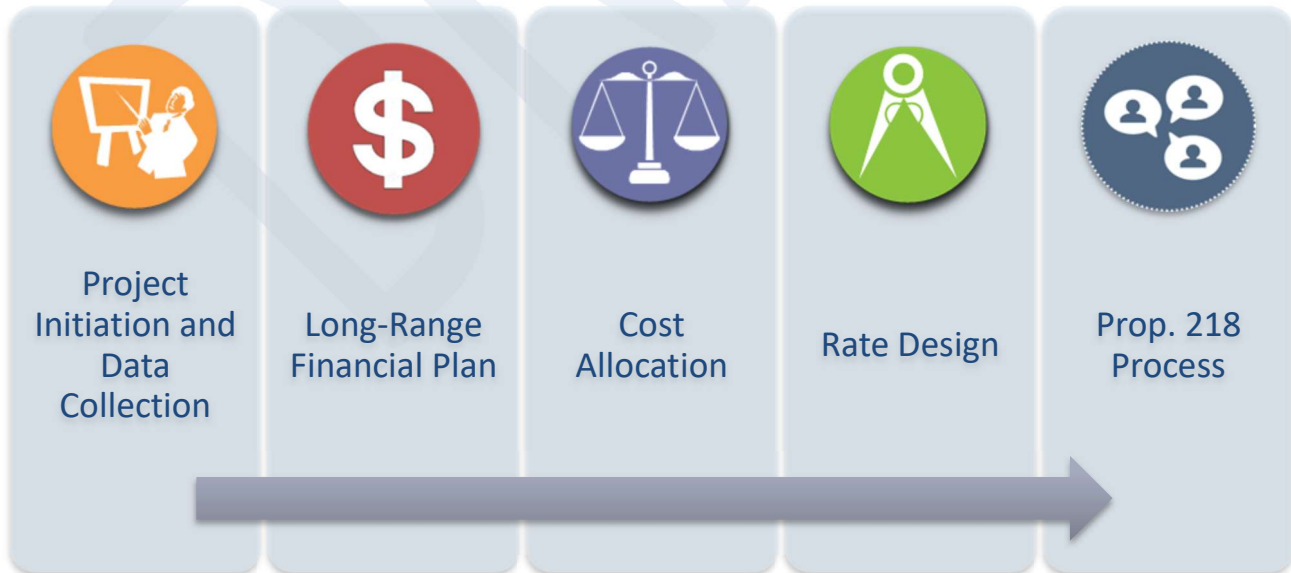 Project
Initiation and
Data
Collection
Long-Range
Financial Plan
Cost
Allocation
Rate Design
Prop. 218
Process